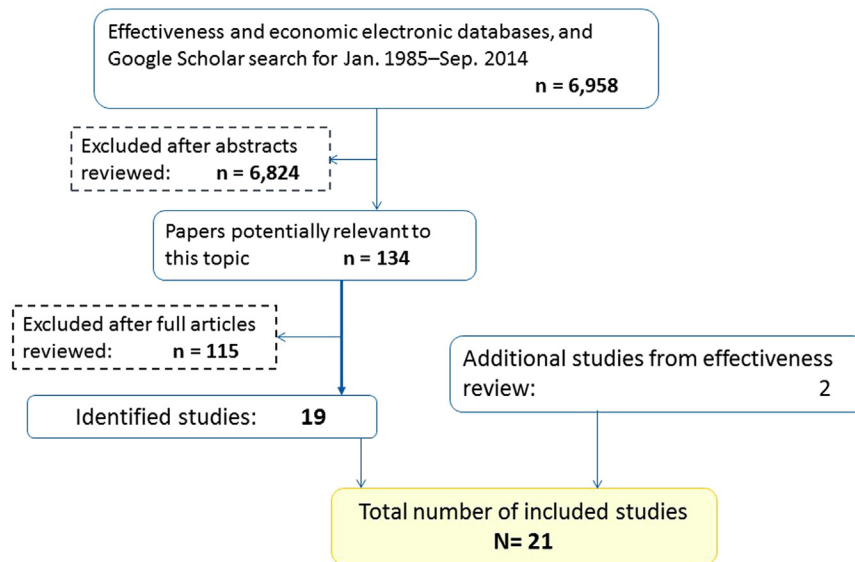 Effectiveness and economic electronic databases, and
Google Scholar search for Jan. 1985–Sep. 2014
n = 6,958
Excluded after abstracts
reviewed: n = 6,824
Papers potentially relevant to
this topic n = 134
Excluded after full articles
reviewed: n = 115
Additional studies from effectiveness
review: 2
Identified studies: 19
Total number of included studies
N= 21